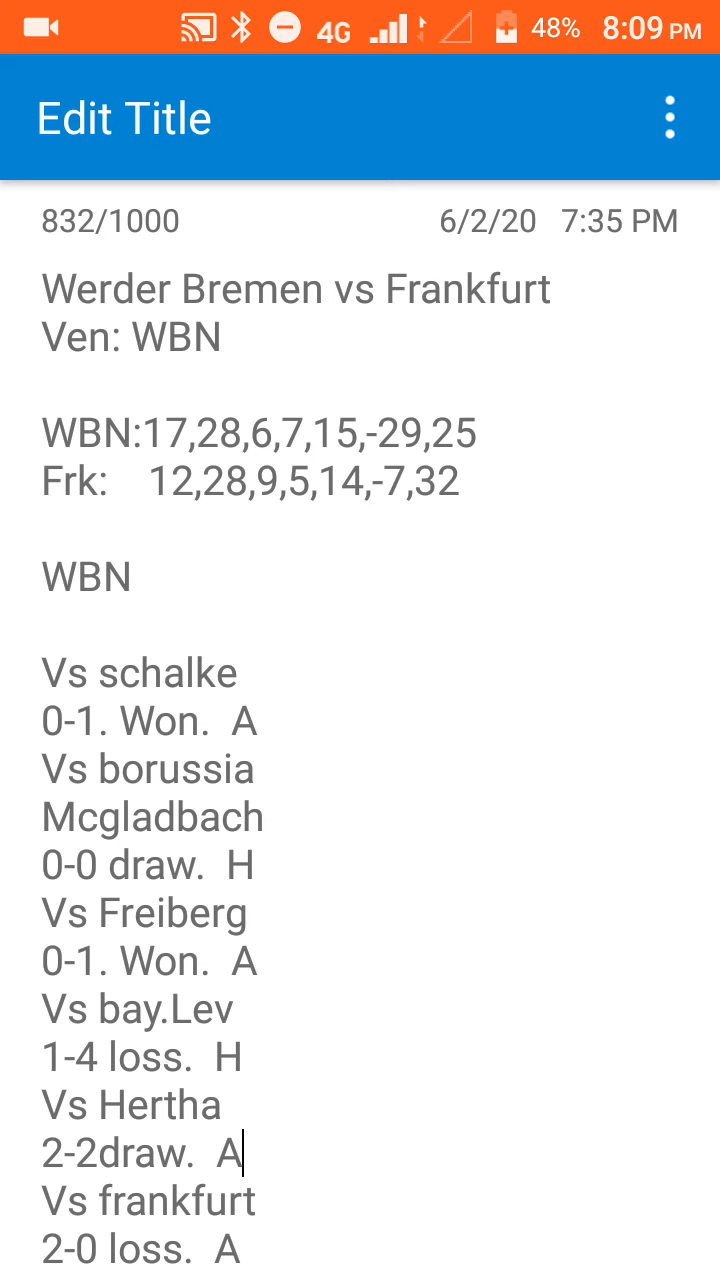 4G 48% 8:09 PM
Edit Title
832/1000 6/2/20 7:35 PM
Werder Bremen vs Frankfurt
Ven: WBN
WBN:17,28,6,7,15,-29,25
Frk: 12,28,9,5,14,-7,32
WBN
Vs schalke
0-1. Won. A
Vs borussia
Mcgladbach
0-0 draw. H
Vs Freiberg
0-1. Won. A
Vs bay.Lev
1-4 loss. H
Vs Hertha
2-2draw. A
Vs frankfurt
2-0 loss. A